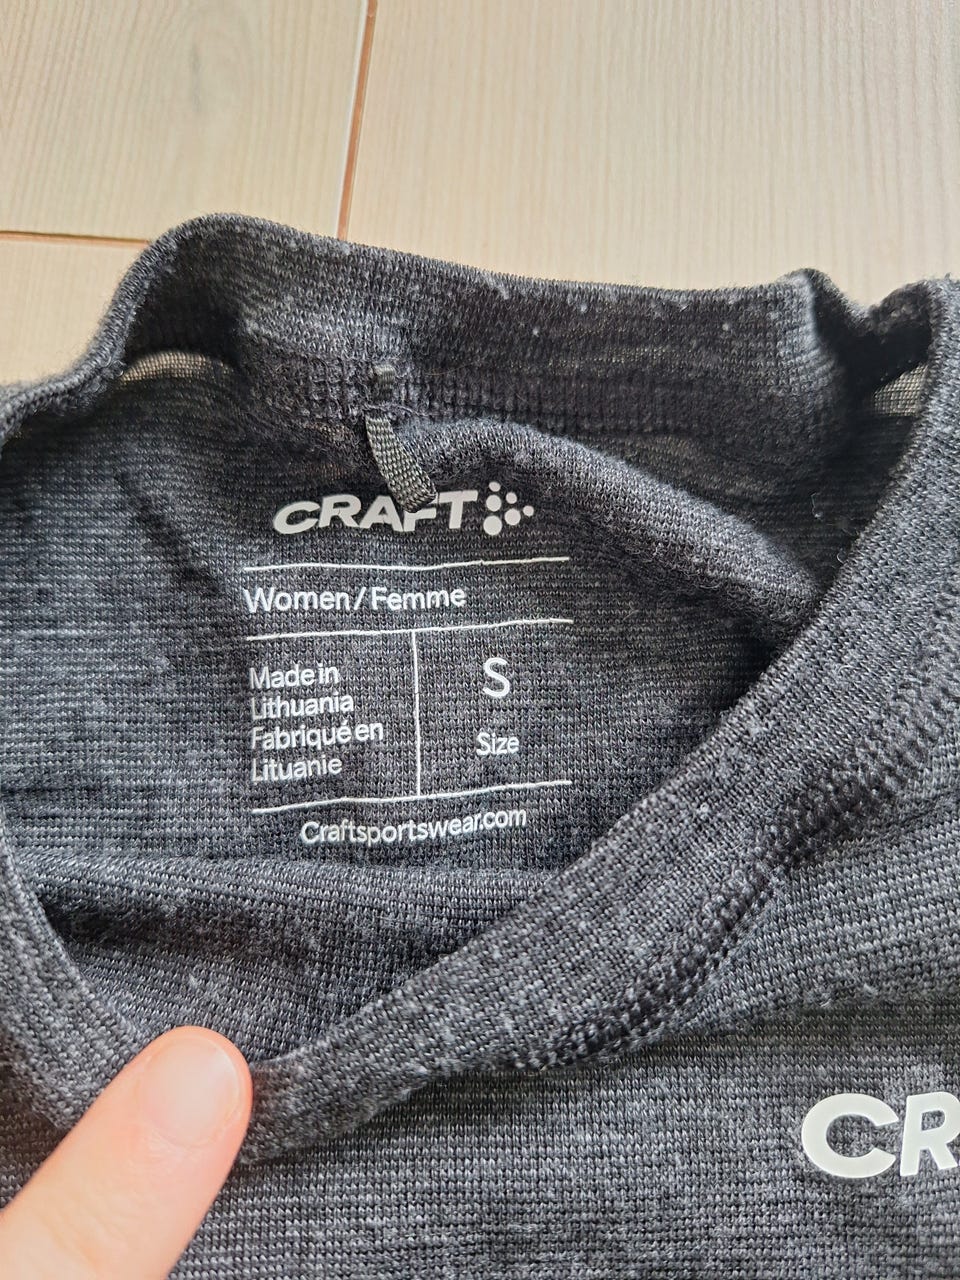 CRAFT
Women / Femme
Made in
Lithuania
Fabriqué en
Lituanie
S
Size
Craftsportswear.com
CR